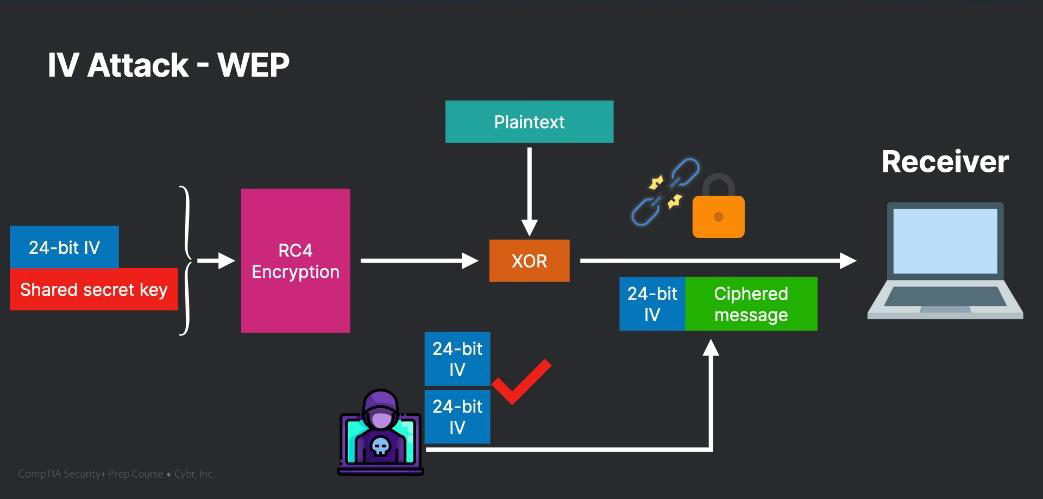 IV Attack - WEP
Plaintext
Receiver
24-bit IV
Shared secret key
RC4
Encryption
XOR
24-bit
IV
Ciphered
message
24-bit
IV
24-bit
IV
CompTIA Security+ Prep Course • Cybr, Inc.